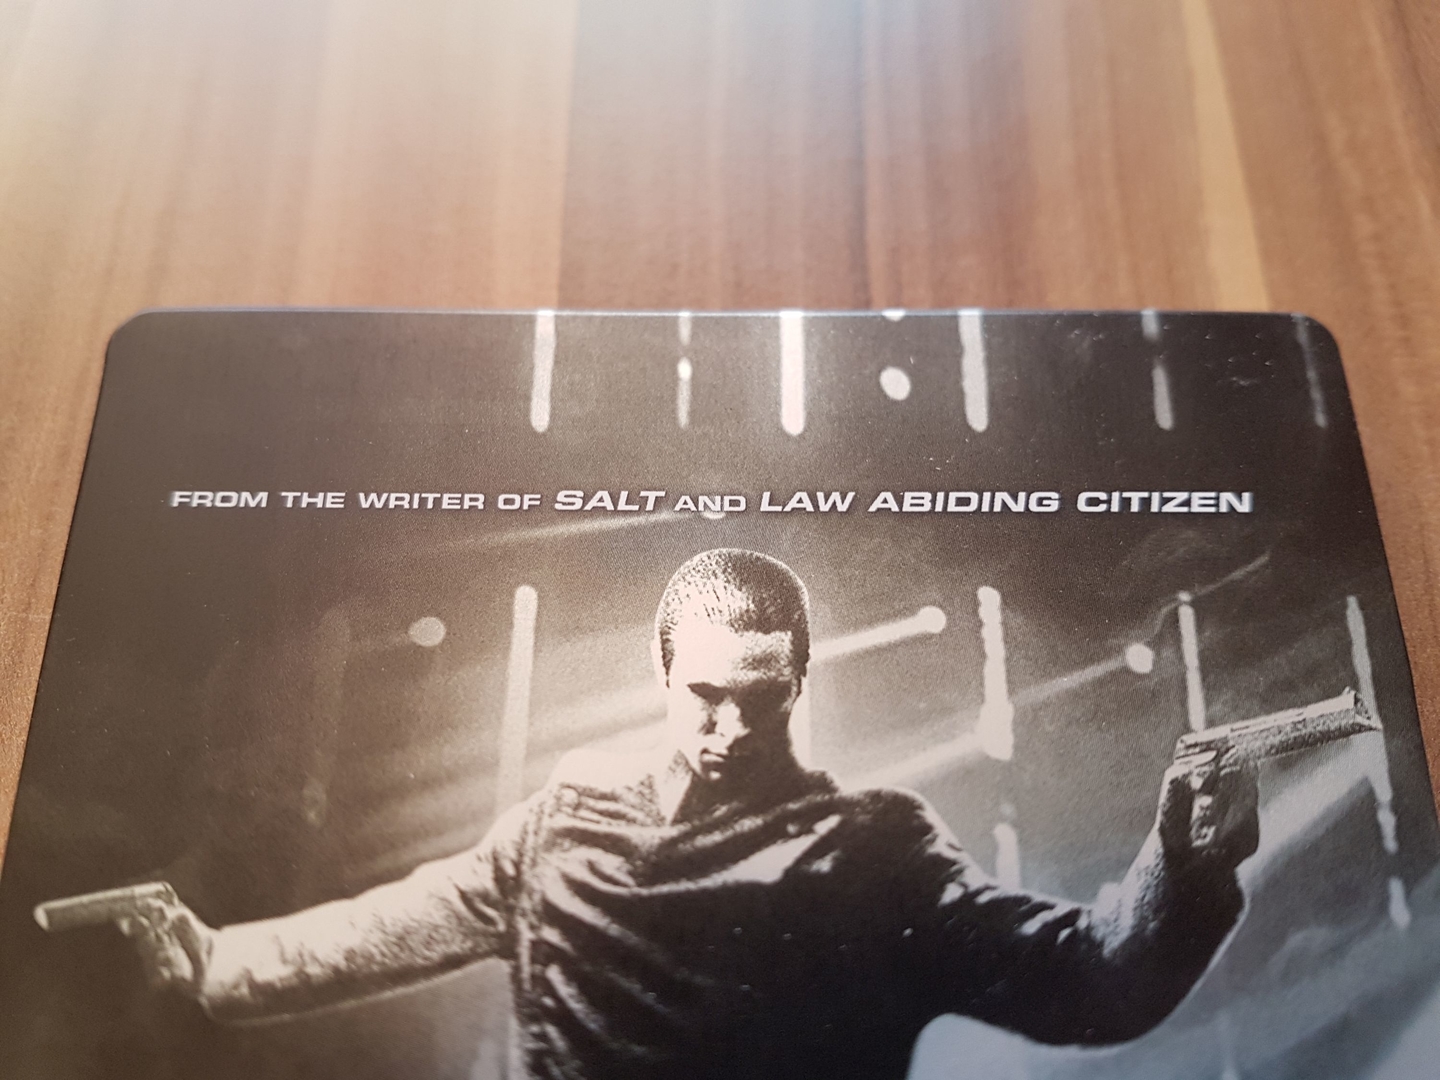 FROM THE WRITER OF SALT AND LAW ABIDING CITIZEN